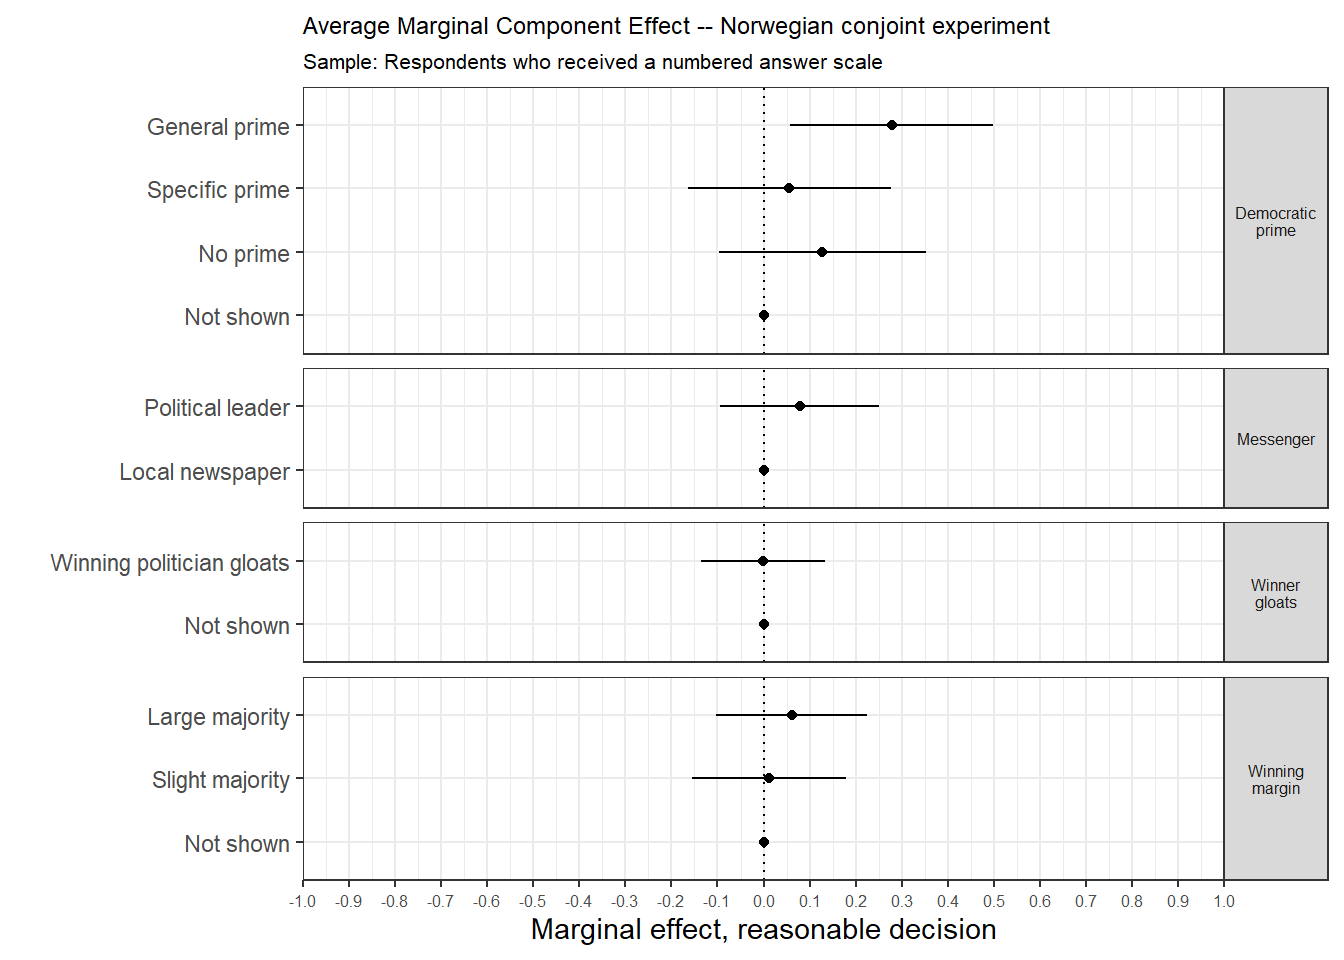 Average Marginal Component Effect -- Norwegian conjoint experiment
Sample: Respondents who received a numbered answer scale
General prime
Specific prime
No prime
Not shown
Democratic
prime
Political leader
Local newspaper
Messenger
Winning politician gloats
Not shown
Winner
gloats
Large majority
Slight majority
Not shown
Winning
margin
-1.0 -0.9 -0.8 -0.7 -0.6 -0.5 -0.4 -0.3 -0.2 -0.1 0.0 0.1 0.2 0.3 0.4 0.5 0.6 0.7 0.8 0.9 1.0
Marginal effect, reasonable decision